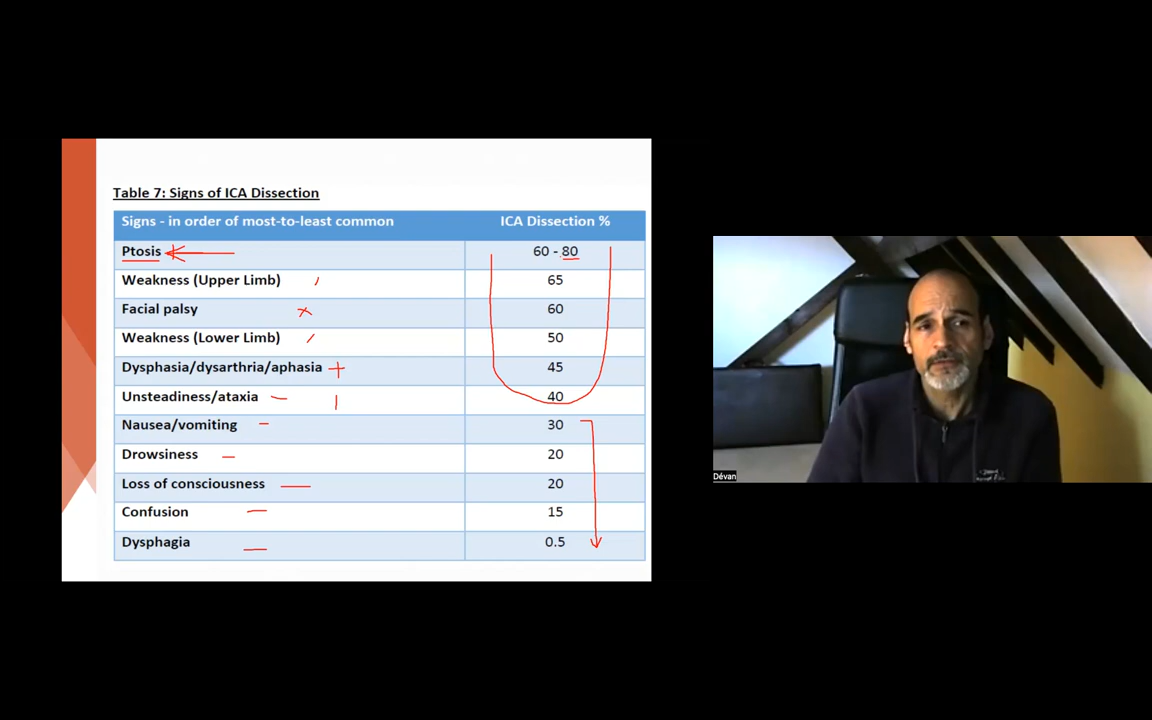 Table 7: Signs of ICA Dissection
Signs - in order of most-to-least common ICA Dissection %
Ptosis 60 - 80
Weakness (Upper Limb) 65
Facial palsy 60
Weakness (Lower Limb) 50
Dysphasia/dysarthria/aphasia 45
Unsteadiness/ataxia 40
Nausea/vomiting 30
Drowsiness 20
Loss of consciousness 20
Confusion 15
Dysphagia 0.5
Dévan